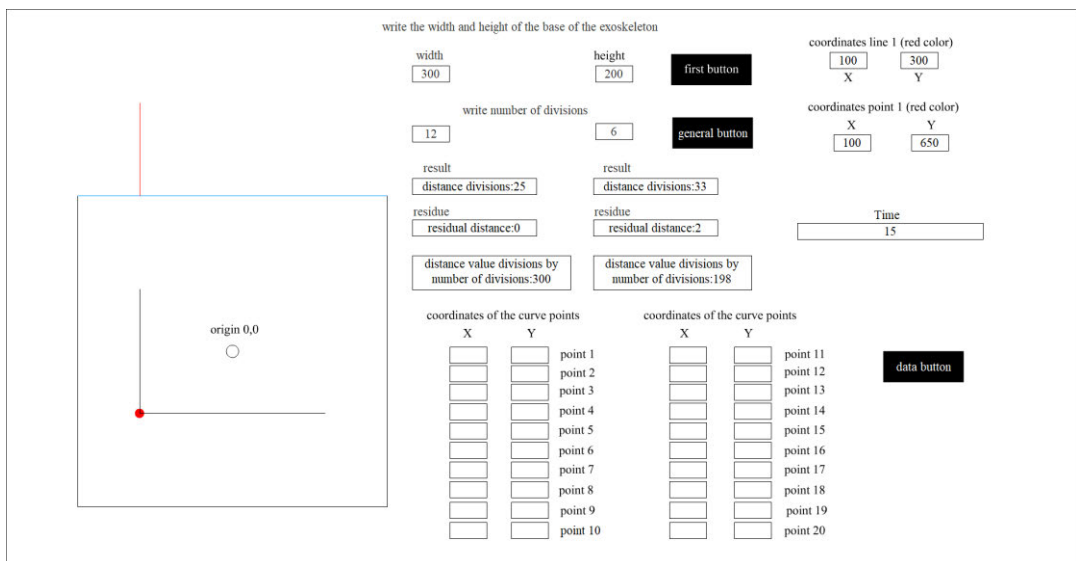 write the width and height of the base of the exoskeleton
width height
300 200 first button
coordinates line 1 (red color)
100 300
X Y
write number of divisions
12 6 general button
coordinates point 1 (red color)
X Y
100 650
result result
distance divisions:25 distance divisions:33
residue residue
residual distance:0 residual distance:2
Time
15
distance value divisions by
number of divisions:300
distance value divisions by
number of divisions:198
origin 0,0
coordinates of the curve points
X Y
point 1
point 2
point 3
point 4
point 5
point 6
point 7
point 8
point 9
point 10
coordinates of the curve points
X Y
point 11
point 12
point 13
point 14
point 15
point 16
point 17
point 18
point 19
point 20
data button